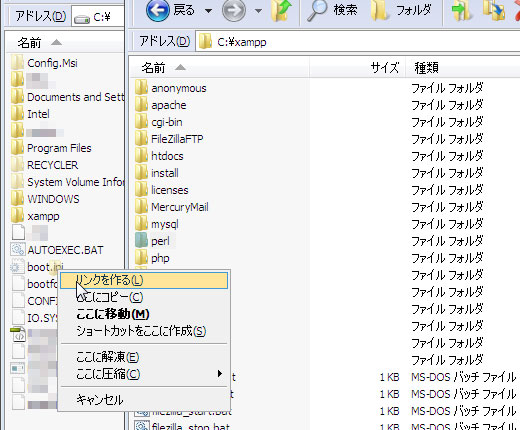 アドレス(D) C:¥
名前
Config.Msi
Documents and Sett
Intel
Program Files
RECYCLER
System Volume Infor
WINDOWS
xampp
AUTOEXEC.BAT
boot.ini
bootfo
CONFI
IO.SYS
戻る 検索 フォルダ
アドレス(D) C:¥xampp
名前 サイズ 種類
anonymous ファイル フォルダ
apache ファイル フォルダ
cgi-bin ファイル フォルダ
FileZillaFTP ファイル フォルダ
htdocs ファイル フォルダ
install ファイル フォルダ
licenses ファイル フォルダ
MercuryMail ファイル フォルダ
mysql ファイル フォルダ
perl ファイル フォルダ
php ファイル フォルダ
ファイル フォルダ
ファイル フォルダ
ファイル フォルダ
ファイル フォルダ
ファイル フォルダ
ファイル フォルダ
t 1 KB MS-DOS バッチ ファイル
t 1 KB MS-DOS バッチ ファイル
filezilla_start.bat 1 KB MS-DOS バッチ ファイル
filezilla_stop.bat 1 KB MS-DOS バッチ ファイル
リンクを作る(L)
ここにコピー(C)
ここに移動(M)
ショートカットをここに作成(S)
ここに解凍(E)
ここに圧縮(C)
キャンセル